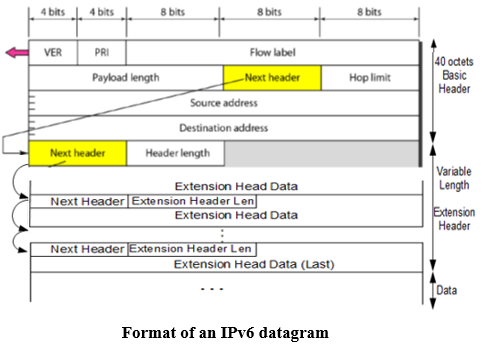 4 bits 4 bits 8 bits 8 bits 8 bits
VER PRI Flow label
Payload length Next header Hop limit
Source address
Destination address
Next header Header length
Extension Head Data
Next Header Extension Header Len
Extension Head Data
Next Header Extension Header Len
Extension Head Data (Last)
- - -
40 octets
Basic
Header
Variable
Length
Extension
Header
Data
Format of an IPv6 datagram